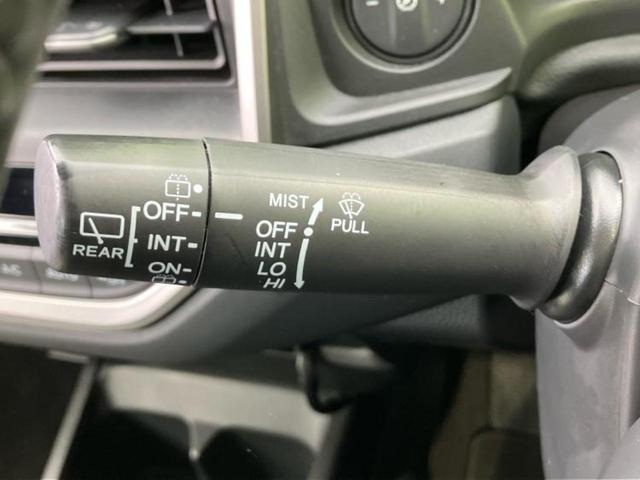 OFF
INT
ON
REAR
MIST
OFF
INT
LO
HI
PULL